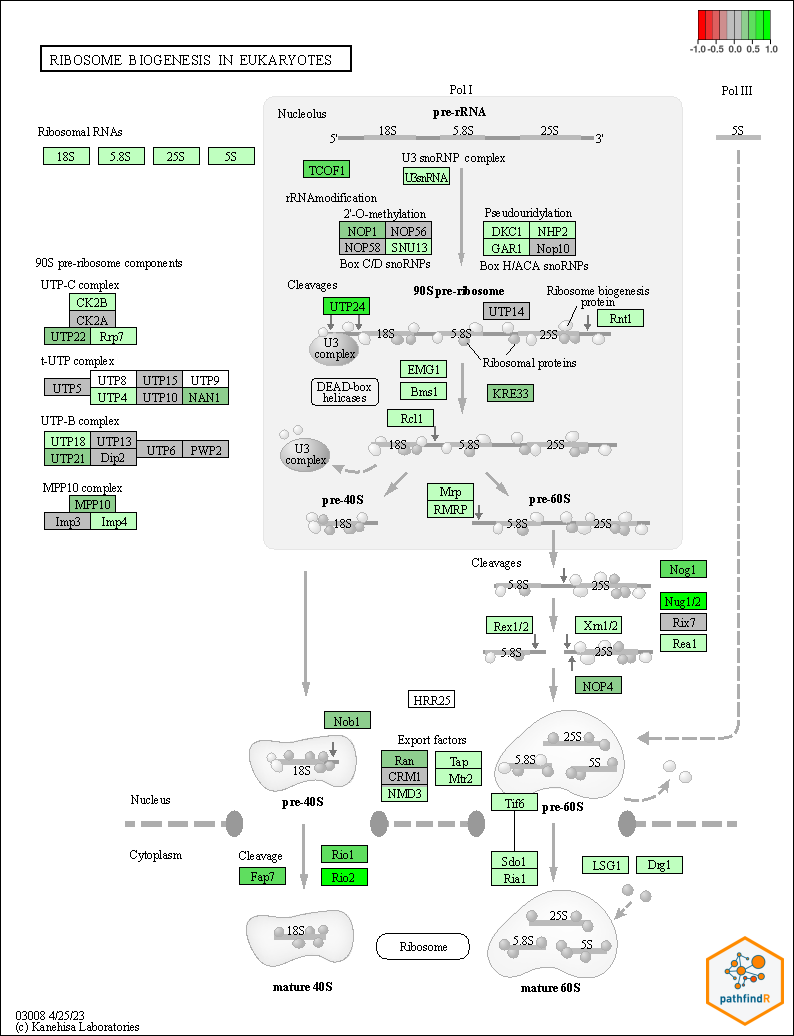 -1.0 -0.5 0.0 0.5 1.0
RIBOSOME BIOGENESIS IN EUKARYOTES
Pol I
Pol III
Nucleolus
pre-rRNA
Ribosomal RNAs
5'
18S
5.8S
25S
3'
5S
18S
5.8S
25S
5S
U3 snoRNP complex
TCOF1
U3snRNA
rRNAmodification
2'-O-methylation
Pseudouridylation
NOP1
NOP56
NOP58
SNU13
DKC1
NHP2
GAR1
Nop10
Box C/D snoRNPs
Box H/ACA snoRNPs
90S pre-ribosome components
UTP-C complex
CK2B
CK2A
UTP22
Rrp7
t-UTP complex
UTP5
UTP8
UTP15
UTP9
UTP4
UTP10
NAN1
UTP-B complex
UTP18
UTP13
UTP21
Dip2
UTP6
PWP2
MPP10 complex
MPP10
Imp3
Imp4
Cleavages
90S pre-ribosome
Ribosome biogenesis
protein
UTP24
UTP14
Rnt1
18S
5.8S
25S
U3
complex
Ribosomal proteins
EMG1
Bms1
DEAD-box
helicases
KRE33
Rcl1
18S
5.8S
25S
U3
complex
pre-40S
Mrp
RMRP
pre-60S
18S
5.8S
25S
Cleavages
Nog1
5.8S
25S
Nug1/2
Rix7
Rea1
Rex1/2
Xrn1/2
5.8S
25S
NOP4
HRR25
Nob1
Export factors
Ran
CRM1
NMD3
Tap
Mtr2
18S
25S
5.8S
5S
pre-40S
Tif6
pre-60S
Nucleus
Cytoplasm
Cleavage
Fap7
Rio1
Rio2
Sdo1
Ria1
LSG1
Drg1
18S
Ribosome
25S
5.8S
5S
mature 40S
mature 60S
pathfindR
03008 4/25/23
(c) Kanehisa Laboratories